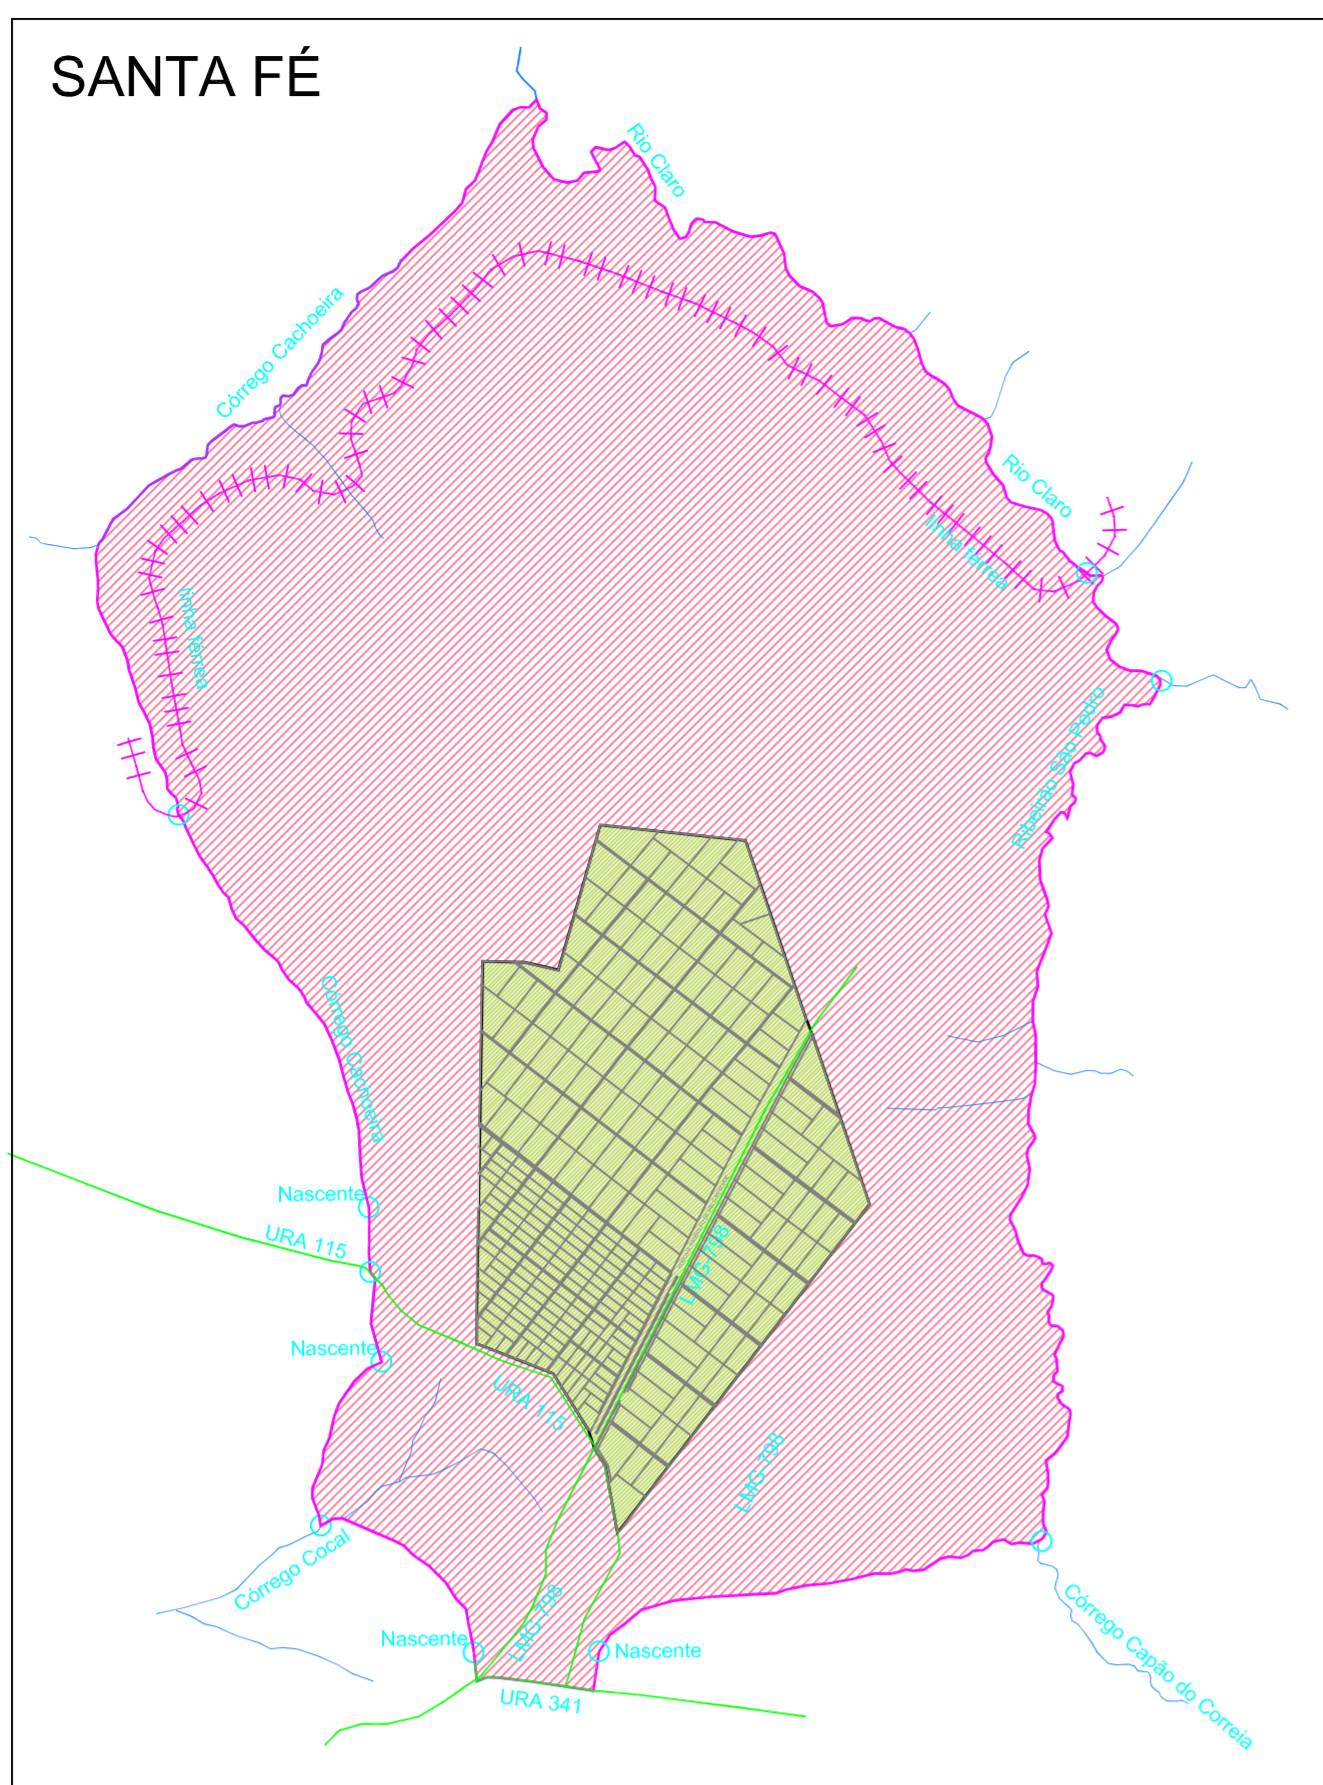 SANTA FÉ
Rio Claro
Córrego Cachoeira
Rio Claro
linha férrea
linha férrea
Ribeirão São Pedro
Córrego Cachoeira
Nascente
URA 115
LMG-798
Nascente
URA 115
LMG-798
Córrego Cocal
LMG-798
Córrego Capão do Correia
Nascente
Nascente
URA 341